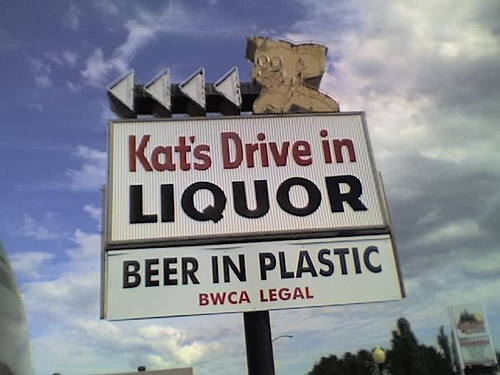 Kat's Drive in
LIQUOR
BEER IN PLASTIC
BWCA LEGAL